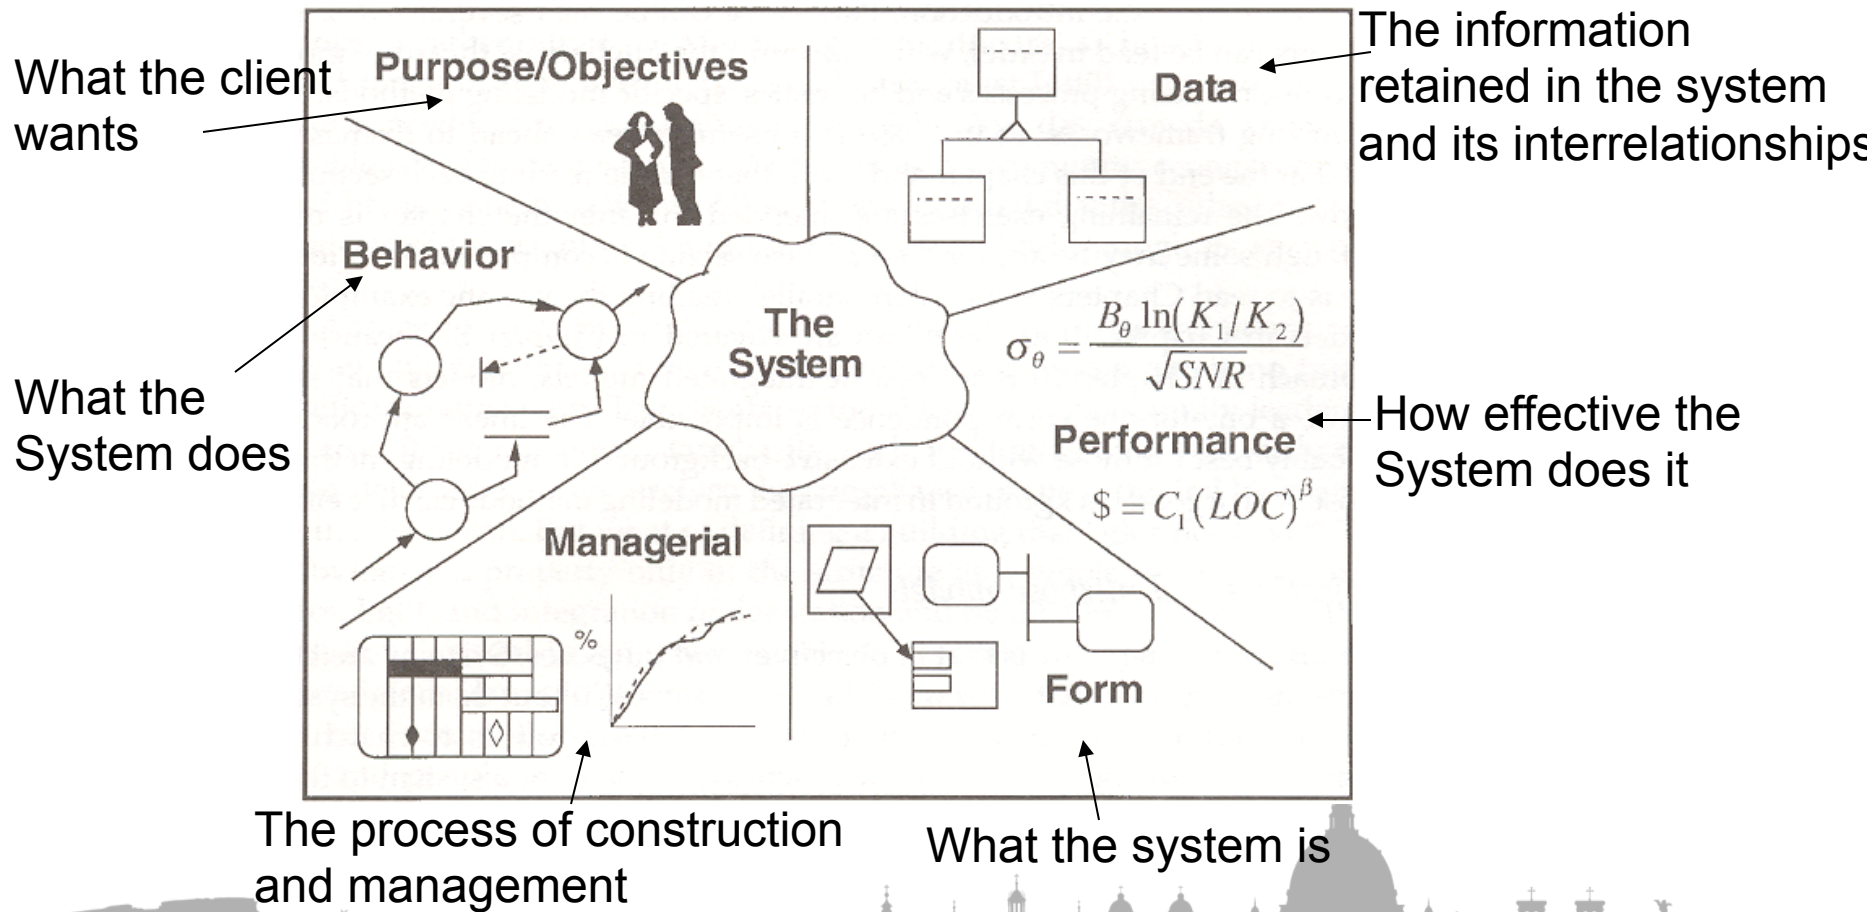 What the client
wants
Purpose/Objectives
Data
The information
retained in the system
and its interrelationships
Behavior
What the
System does
The
System
σ_θ = B_θ ln(K₁/K₂) / √SNR
Performance
$ = C₁(LOC)^β
How effective the
System does it
Managerial
%
Form
The process of construction
and management
What the system is